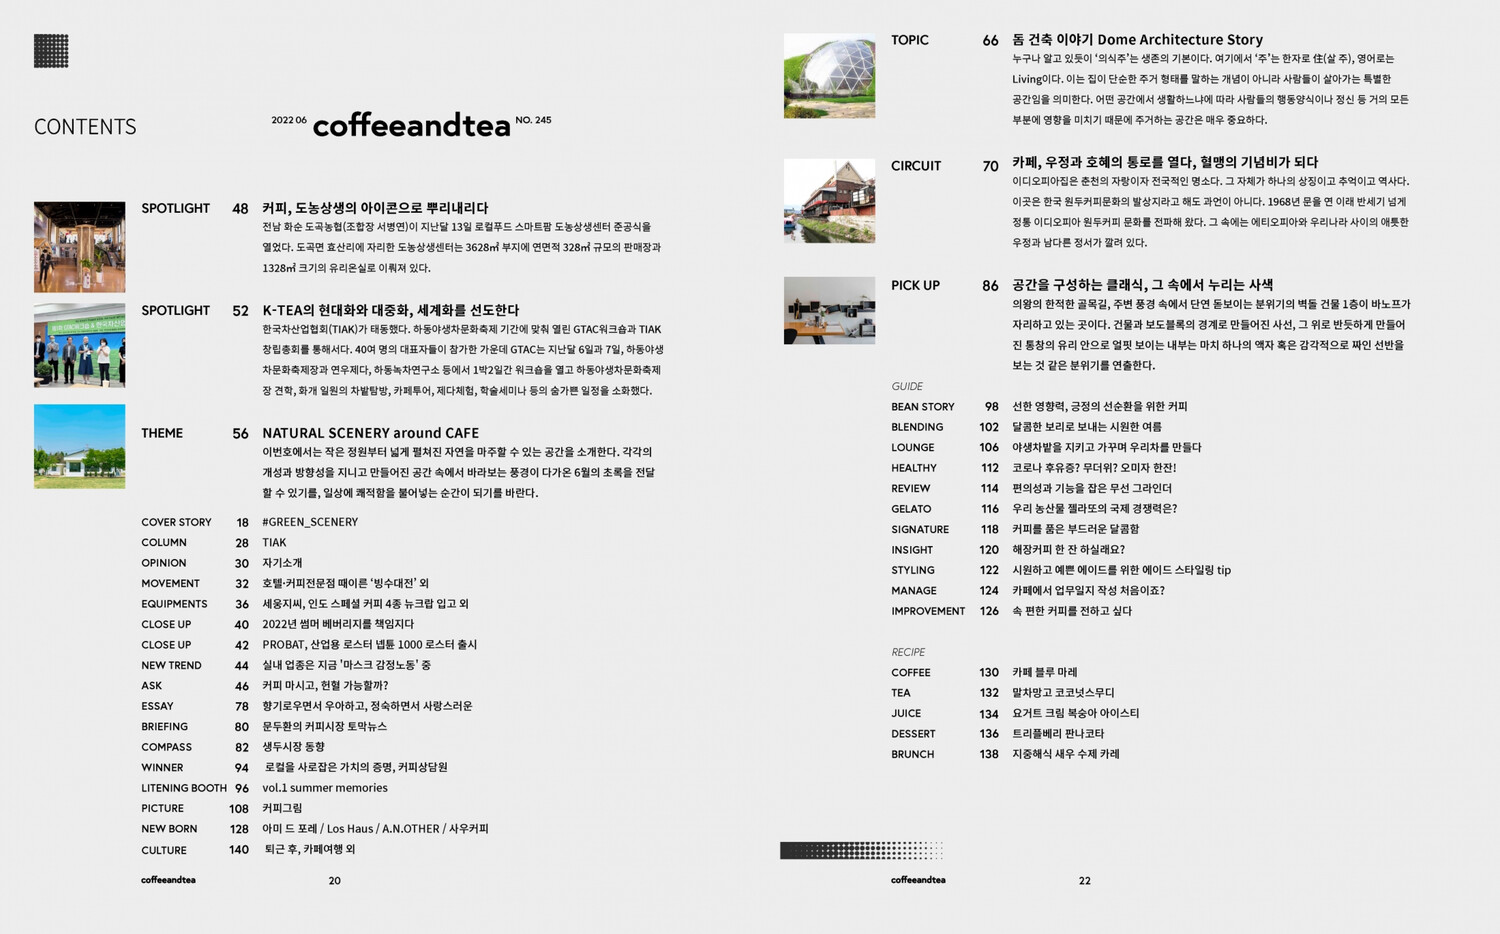 CONTENTS
2022 06 coffeeandtea NO. 245
SPOTLIGHT 48 커피, 도농상생의 아이콘으로 뿌리내리다
전남 화순 도곡농협(조합장 서병연)이 지난달 13일 로컬푸드 스마트팜 도농상생센터 준공식을
열었다. 도곡면 효산리에 자리한 도농상생센터는 3628㎡ 부지에 연면적 328㎡ 규모의 판매장과
1328㎡ 크기의 유리온실로 이뤄져 있다.
SPOTLIGHT 52 K-TEA의 현대화와 대중화, 세계화를 선도한다
한국차산업협회(TIAK)가 태동했다. 하동야생차문화축제 기간에 맞춰 열린 GTAC워크숍과 TIAK
창립총회를 통해서다. 40여 명의 대표자들이 참가한 가운데 GTAC는 지난달 6일과 7일, 하동야생
차문화축제장과 연우제다, 하동녹차연구소 등에서 1박2일간 워크숍을 열고 하동야생차문화축제
장 견학, 화개 일원의 차밭탐방, 카페투어, 제다체험, 학술세미나 등의 숨가쁜 일정을 소화했다.
THEME 56 NATURAL SCENERY around CAFE
이번호에서는 작은 정원부터 넓게 펼쳐진 자연을 마주할 수 있는 공간을 소개한다. 각각의
개성과 방향성을 지니고 만들어진 공간 속에서 바라보는 풍경이 다가온 6월의 초록을 전달
할 수 있기를, 일상에 쾌적함을 불어넣는 순간이 되기를 바란다.
COVER STORY 18 #GREEN_SCENERY
COLUMN 28 TIAK
OPINION 30 자기소개
MOVEMENT 32 호텔·커피전문점 때이른 ‘빙수대전’ 외
EQUIPMENTS 36 세웅지씨, 인도 스페셜 커피 4종 뉴크랍 입고 외
CLOSE UP 40 2022년 썸머 베버리지를 책임지다
CLOSE UP 42 PROBAT, 산업용 로스터 넵튠 1000 로스터 출시
NEW TREND 44 실내 업종은 지금 '마스크 감정노동' 중
ASK 46 커피 마시고, 헌혈 가능할까?
ESSAY 78 향기로우면서 우아하고, 정숙하면서 사랑스러운
BRIEFING 80 문두환의 커피시장 토막뉴스
COMPASS 82 생두시장 동향
WINNER 94 로컬을 사로잡은 가치의 증명, 커피상담원
LITENING BOOTH 96 vol.1 summer memories
PICTURE 108 커피그림
NEW BORN 128 아미 드 포레 / Los Haus / A.N.OTHER / 사우커피
CULTURE 140 퇴근 후, 카페여행 외
coffeeandtea 20
TOPIC 66 돔 건축 이야기 Dome Architecture Story
누구나 알고 있듯이 ‘의식주’는 생존의 기본이다. 여기에서 ‘주’는 한자로 住(살 주), 영어로는
Living이다. 이는 집이 단순한 주거 형태를 말하는 개념이 아니라 사람들이 살아가는 특별한
공간임을 의미한다. 어떤 공간에서 생활하느냐에 따라 사람들의 행동양식이나 정신 등 거의 모든
부분에 영향을 미치기 때문에 주거하는 공간은 매우 중요하다.
CIRCUIT 70 카페, 우정과 호혜의 통로를 열다, 혈맹의 기념비가 되다
이디오피아집은 춘천의 자랑이자 전국적인 명소다. 그 자체가 하나의 상징이고 추억이고 역사다.
이곳은 한국 원두커피문화의 발상지라고 해도 과언이 아니다. 1968년 문을 연 이래 반세기 넘게
정통 이디오피아 원두커피 문화를 전파해 왔다. 그 속에는 에티오피아와 우리나라 사이의 애틋한
우정과 남다른 정서가 깔려 있다.
PICK UP 86 공간을 구성하는 클래식, 그 속에서 누리는 사색
의왕의 한적한 골목길, 주변 풍경 속에서 단연 돋보이는 분위기의 벽돌 건물 1층이 바노프가
자리하고 있는 곳이다. 건물과 보도블록의 경계로 만들어진 사선, 그 위로 반듯하게 만들어
진 통창의 유리 안으로 얼핏 보이는 내부는 마치 하나의 액자 혹은 감각적으로 짜인 선반을
보는 것 같은 분위기를 연출한다.
GUIDE
BEAN STORY 98 선한 영향력, 긍정의 선순환을 위한 커피
BLENDING 102 달콤한 보리로 보내는 시원한 여름
LOUNGE 106 야생차밭을 지키고 가꾸며 우리차를 만들다
HEALTHY 112 코로나 후유증? 무더위? 오미자 한잔!
REVIEW 114 편의성과 기능을 잡은 무선 그라인더
GELATO 116 우리 농산물 젤라또의 국제 경쟁력은?
SIGNATURE 118 커피를 품은 부드러운 달콤함
INSIGHT 120 해장커피 한 잔 하실래요?
STYLING 122 시원하고 예쁜 에이드를 위한 에이드 스타일링 tip
MANAGE 124 카페에서 업무일지 작성 처음이죠?
IMPROVEMENT 126 속 편한 커피를 전하고 싶다
RECIPE
COFFEE 130 카페 블루 마레
TEA 132 말차망고 코코넛스무디
JUICE 134 요거트 크림 복숭아 아이스티
DESSERT 136 트리플베리 판나코타
BRUNCH 138 지중해식 새우 수제 카레
coffeeandtea 22